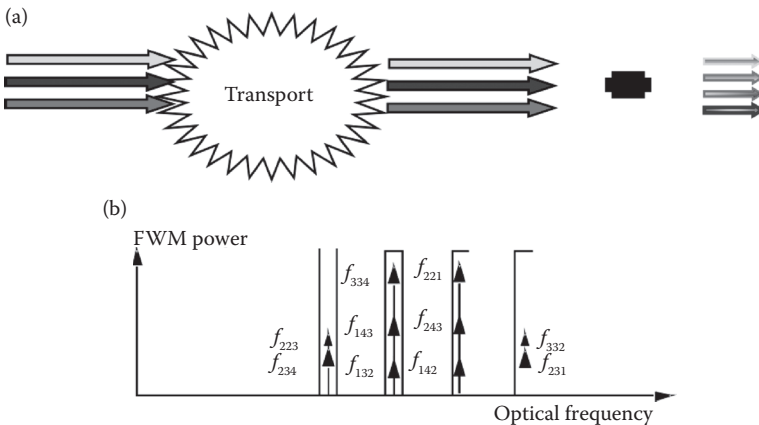 (a)
Transport
(b)
FWM power
f334
f221
f223
f143
f243
f332
f234
f132
f142
f231
Optical frequency